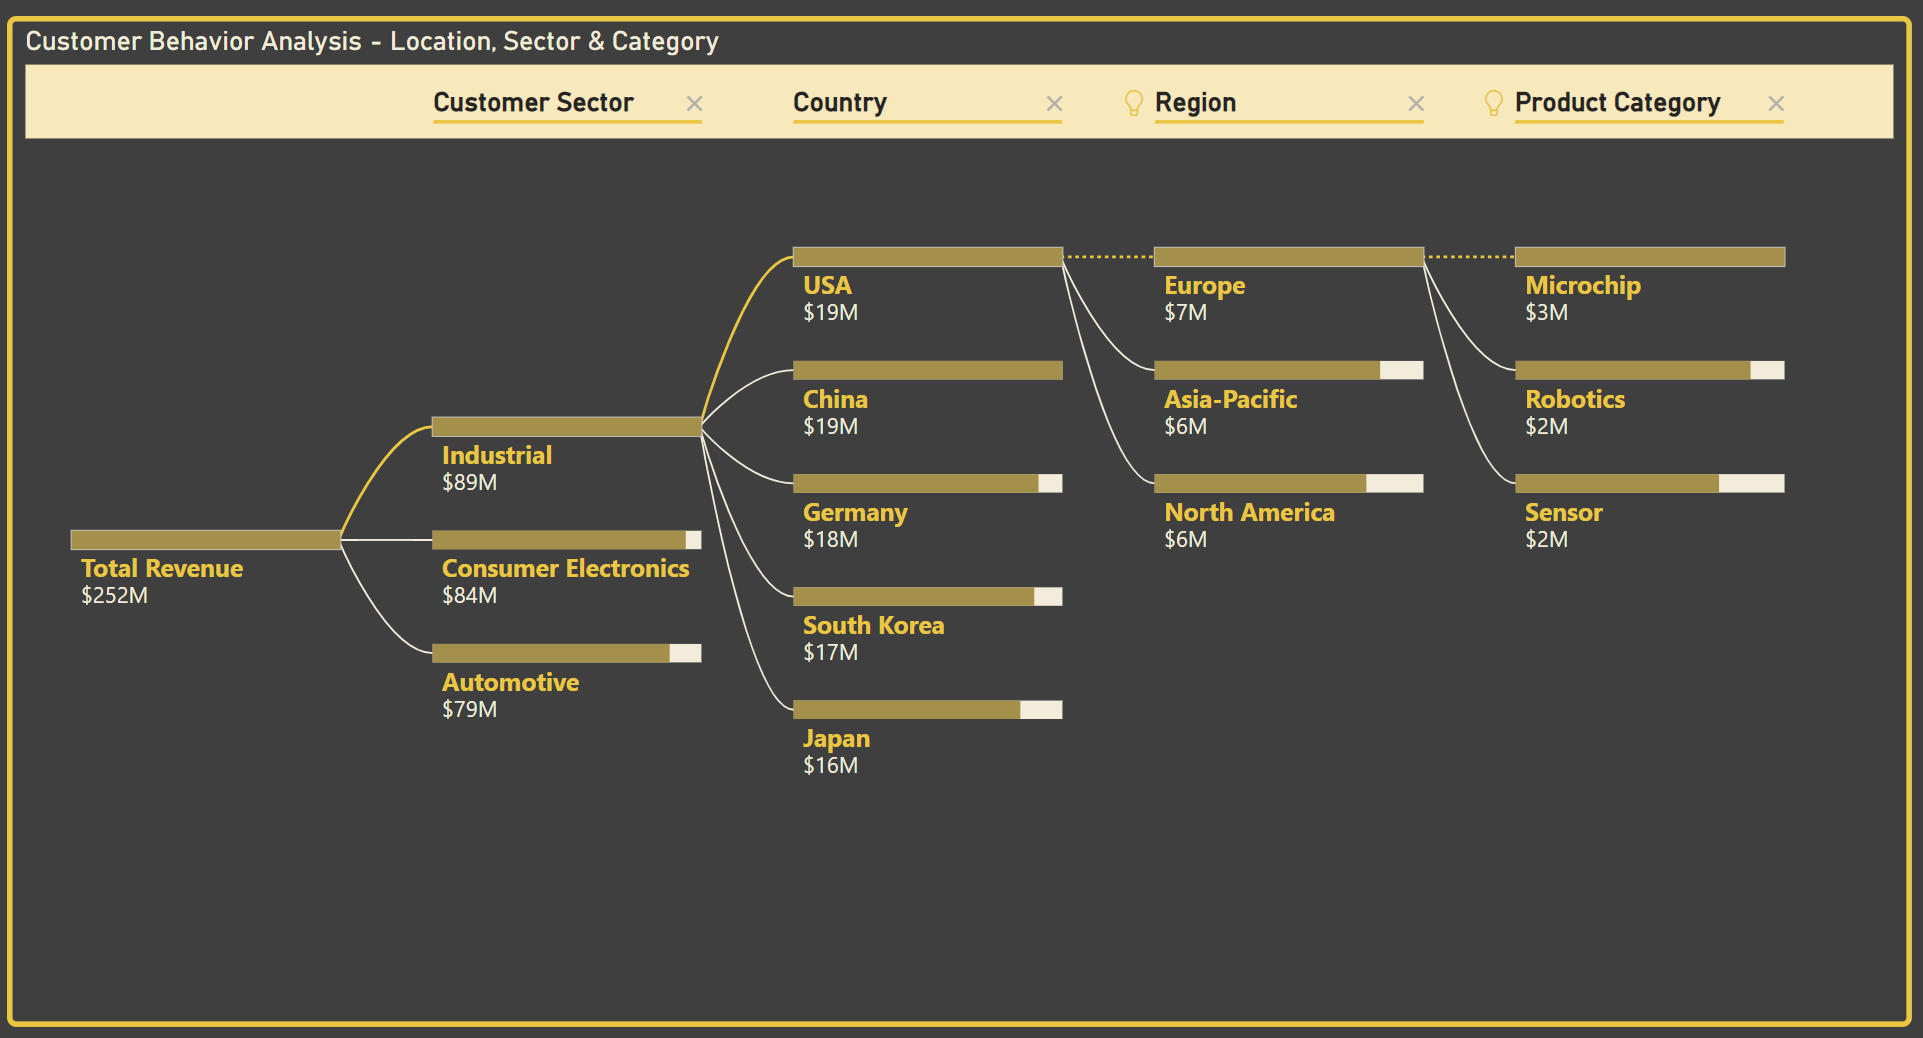 Customer Behavior Analysis - Location, Sector & Category
Customer Sector
Country
Region
Product Category
Total Revenue
$252M
Industrial
$89M
Consumer Electronics
$84M
Automotive
$79M
USA
$19M
China
$19M
Germany
$18M
South Korea
$17M
Japan
$16M
Europe
$7M
Asia-Pacific
$6M
North America
$6M
Microchip
$3M
Robotics
$2M
Sensor
$2M